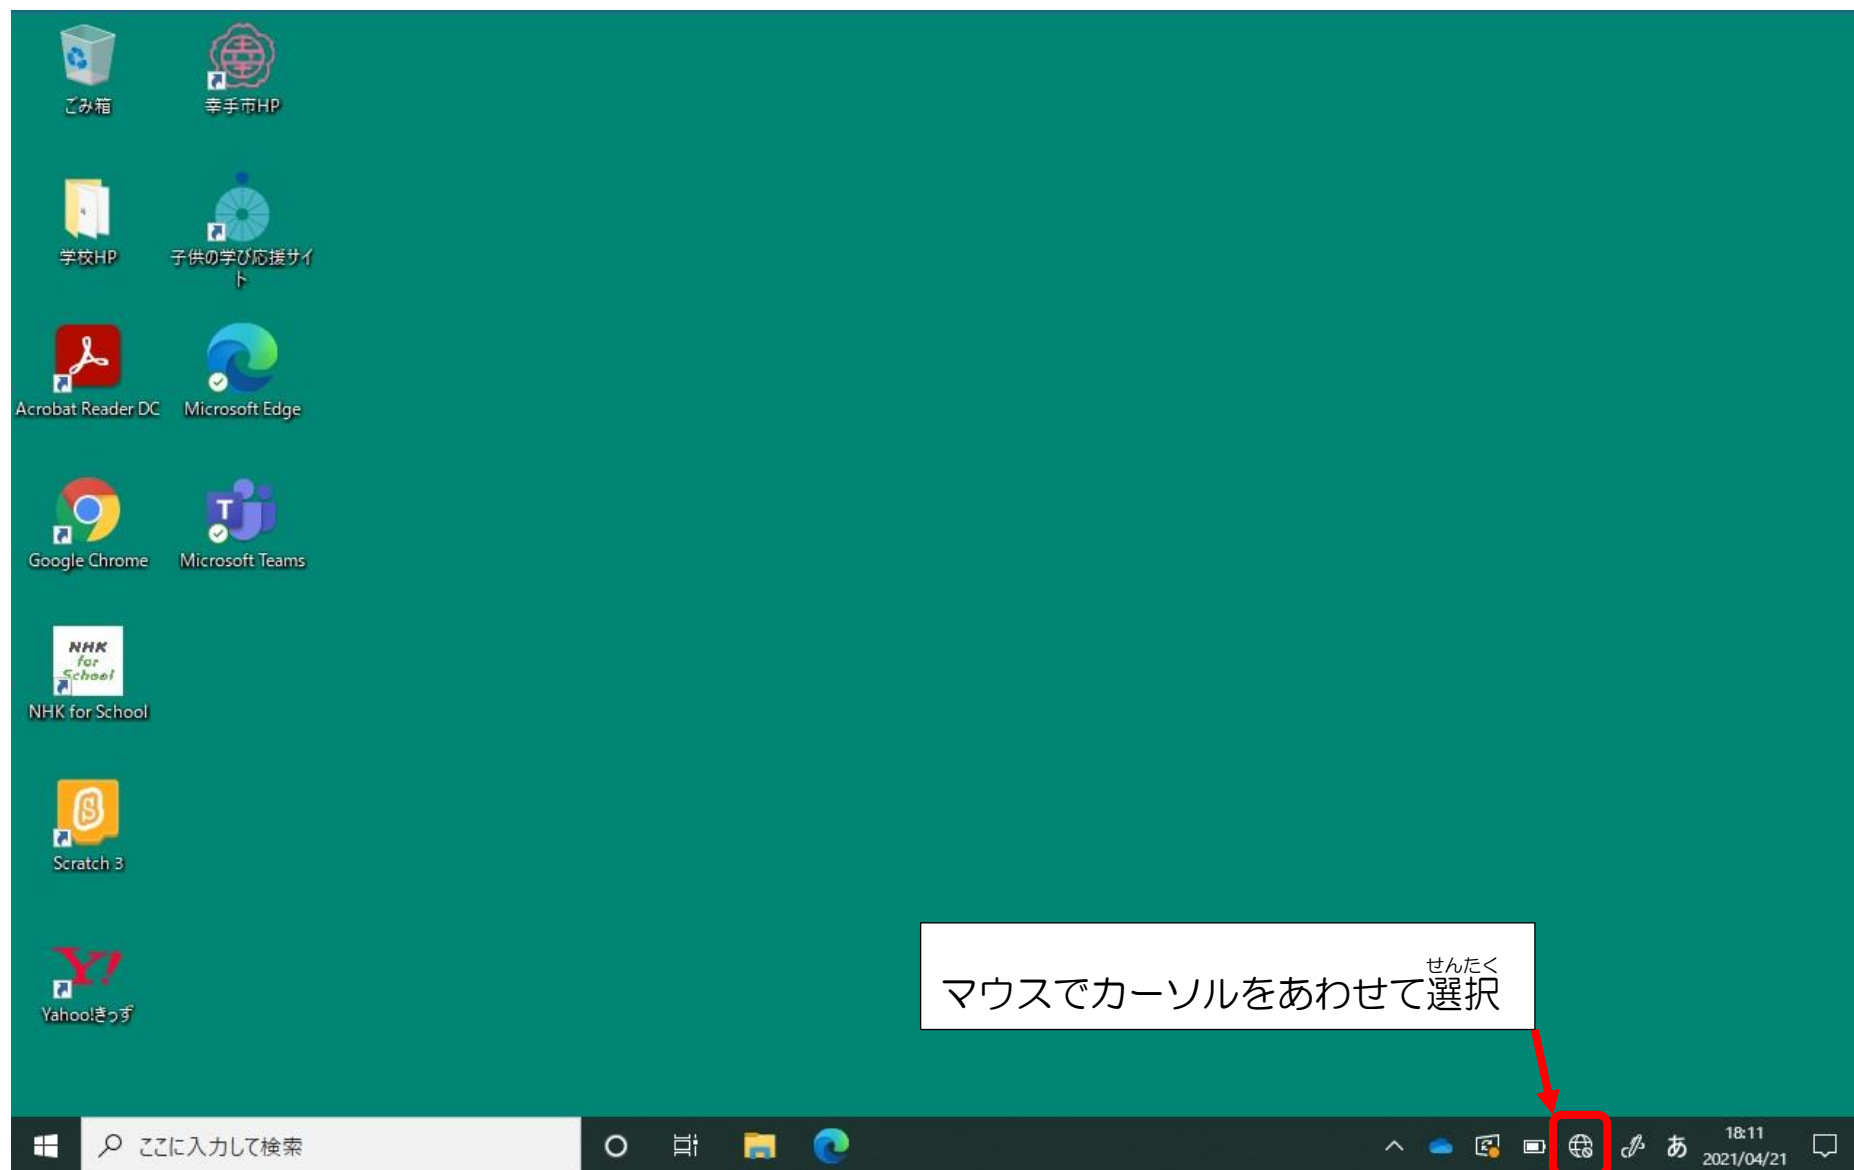 ごみ箱
幸手市HP
学校HP
子供の学び応援サイ
ト
Acrobat Reader DC
Microsoft Edge
Google Chrome
T
Microsoft Teams
NHK
for
School
NHK for School
S
Scratch 3
Y!
Yahoo!きっず
せんたく
マウスでカーソルをあわせて選択
ここに入力して検索
あ
18:11
2021/04/21